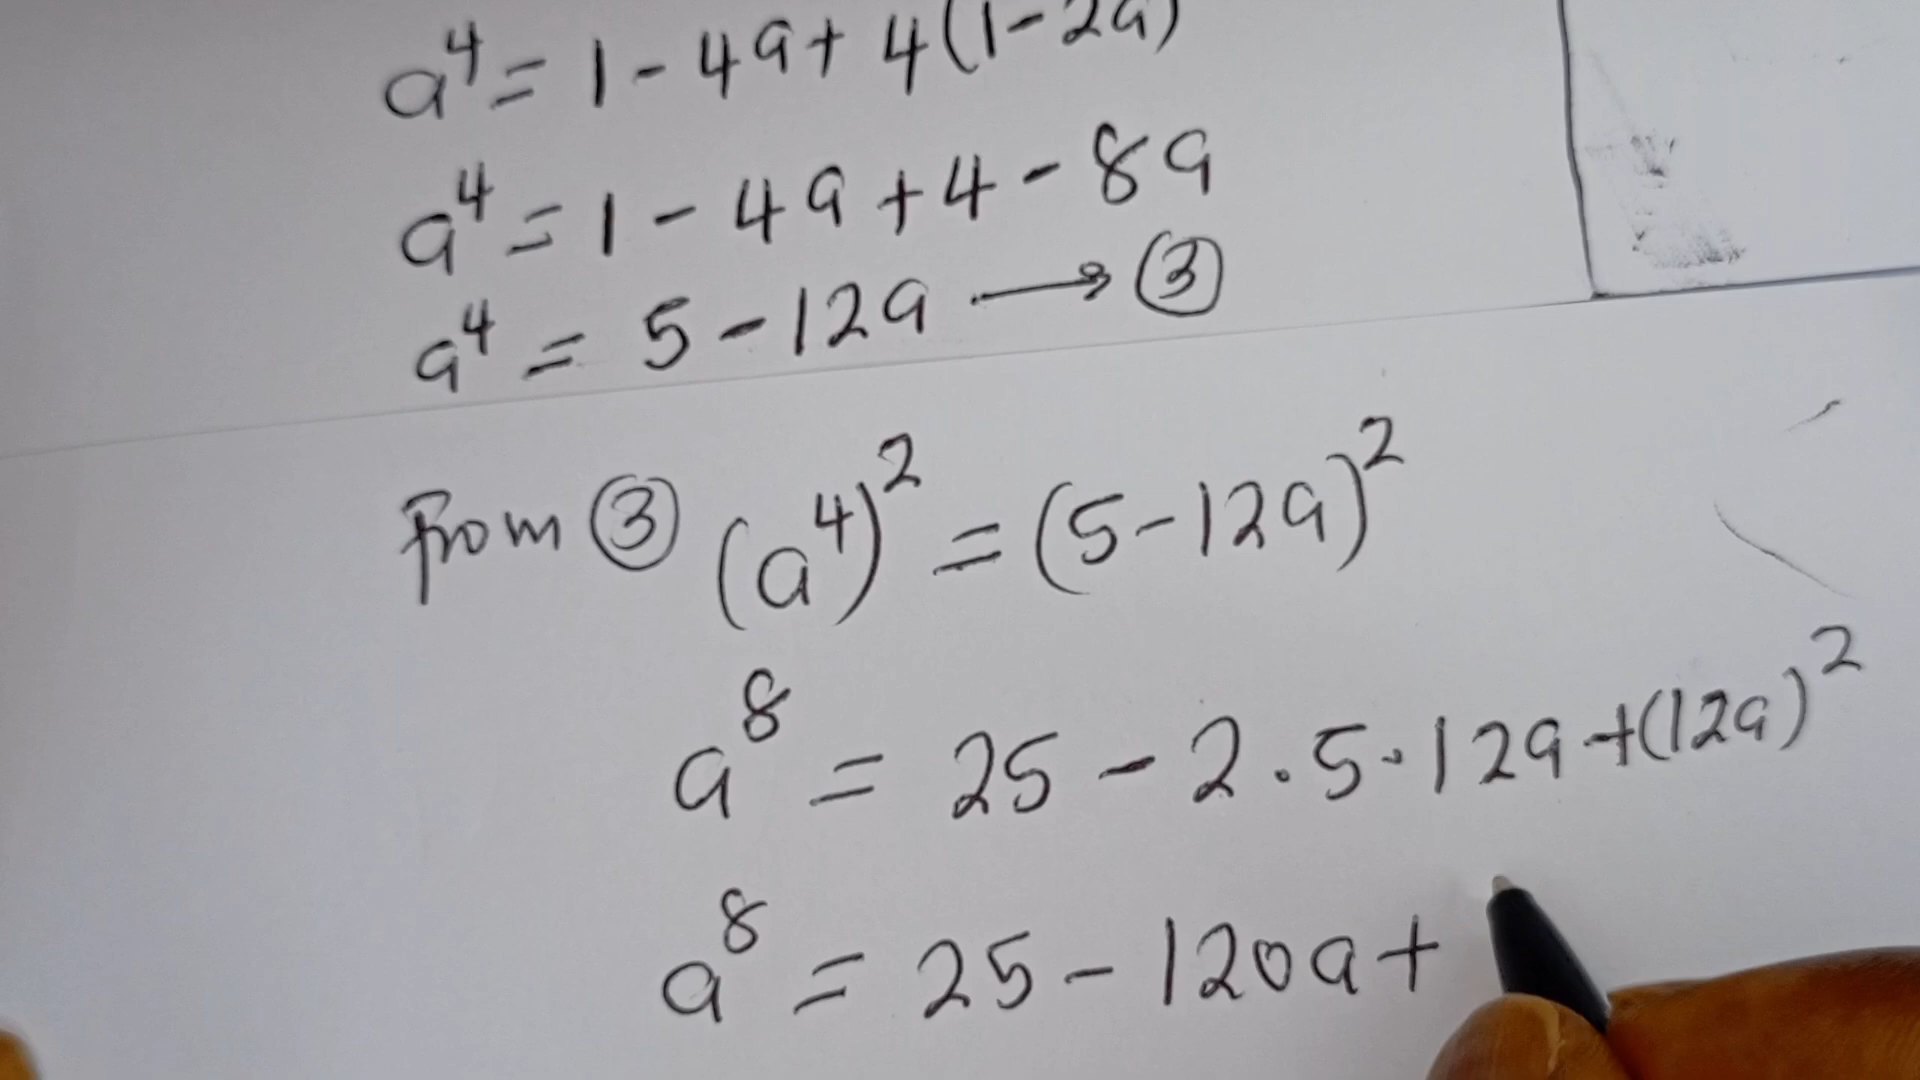 a⁴ = 1 - 4a + 4(1 - 2a)
a⁴ = 1 - 4a + 4 - 8a
a⁴ = 5 - 12a → ③
From ③ (a⁴)² = (5 - 12a)²
a⁸ = 25 - 2 · 5 · 12a + (12a)²
a⁸ = 25 - 120a +